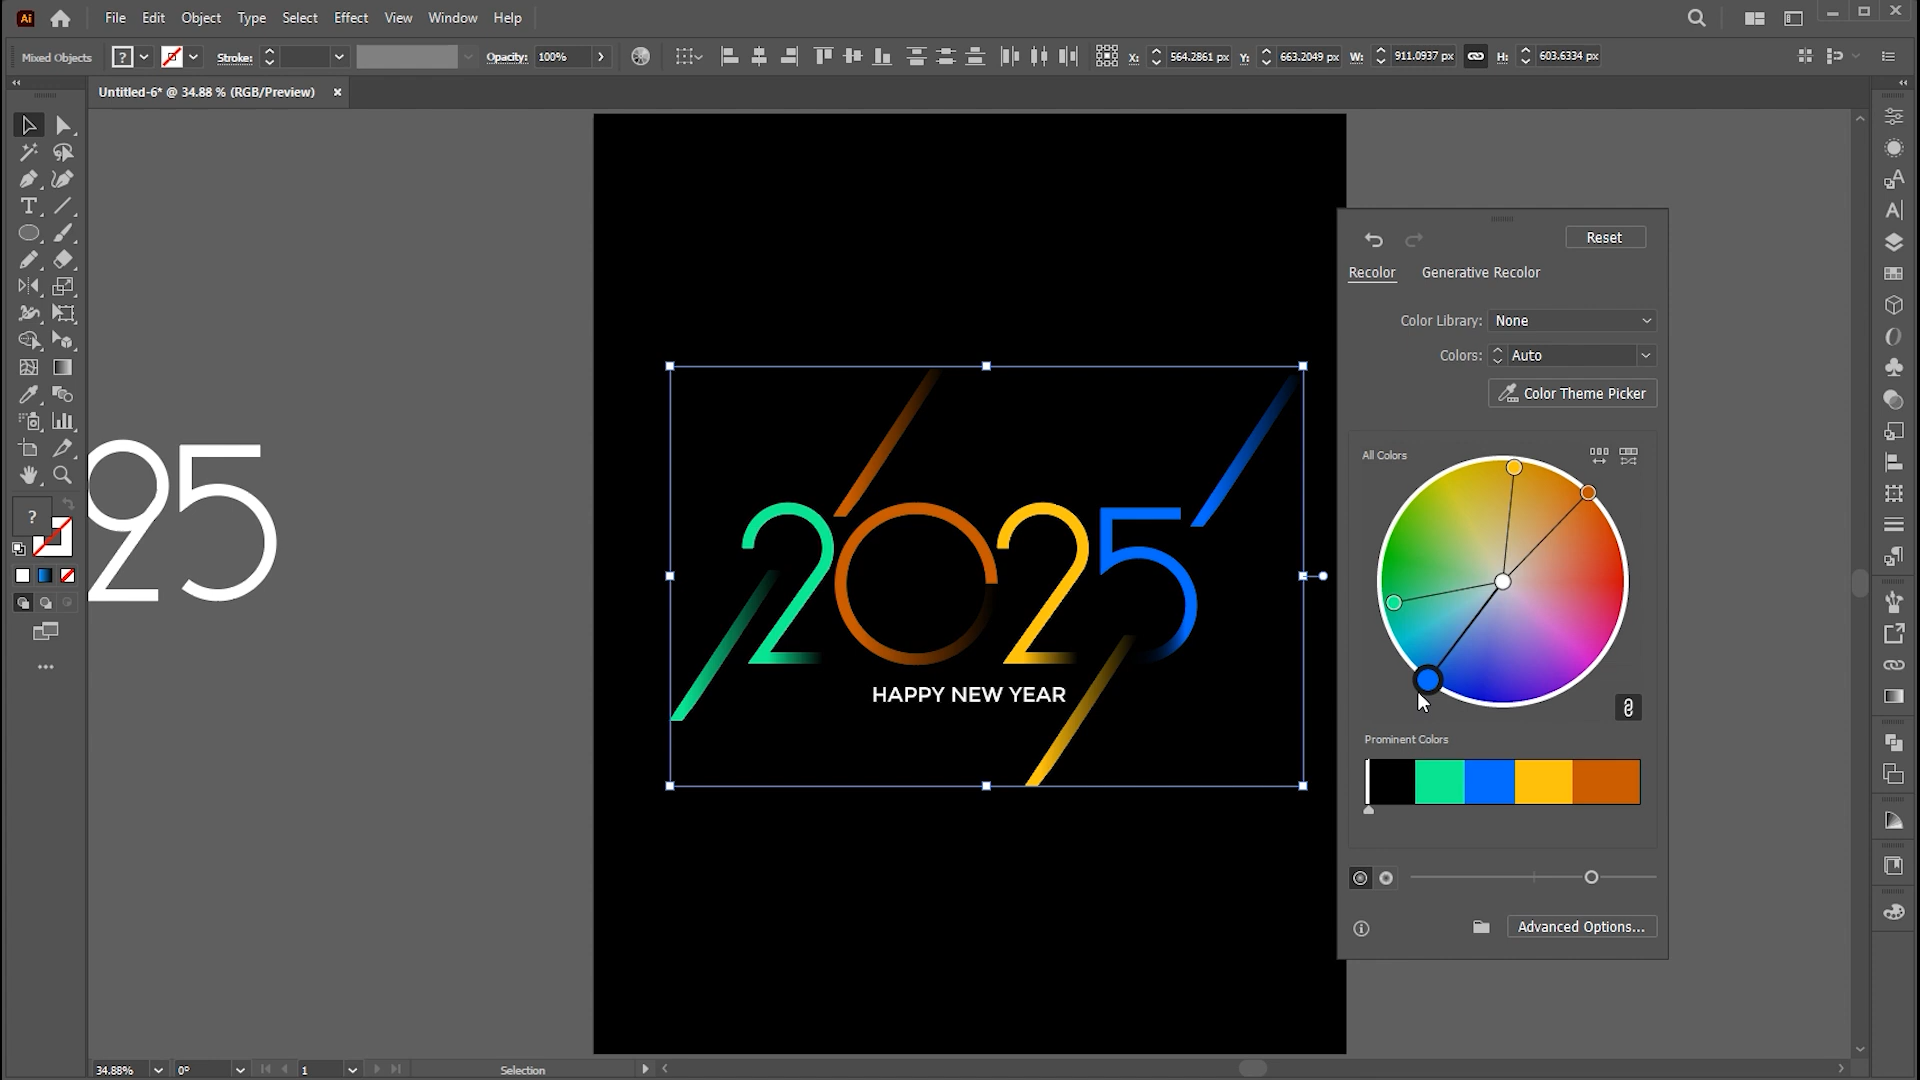 Ai File Edit Object Type Select Effect View Window Help
Mixed Objects ? Stroke: Opacity: 100% X: 564.2861 px Y: 663.2049 px W: 911.0937 px H: 603.6334 px
Untitled-6* @ 34.88 % (RGB/Preview) ×
Reset
Recolor Generative Recolor
Color Library: None
Colors: Auto
Color Theme Picker
All Colors
25
2025
HAPPY NEW YEAR
?
Prominent Colors
Advanced Options...
34.88% 0° 1 Selection